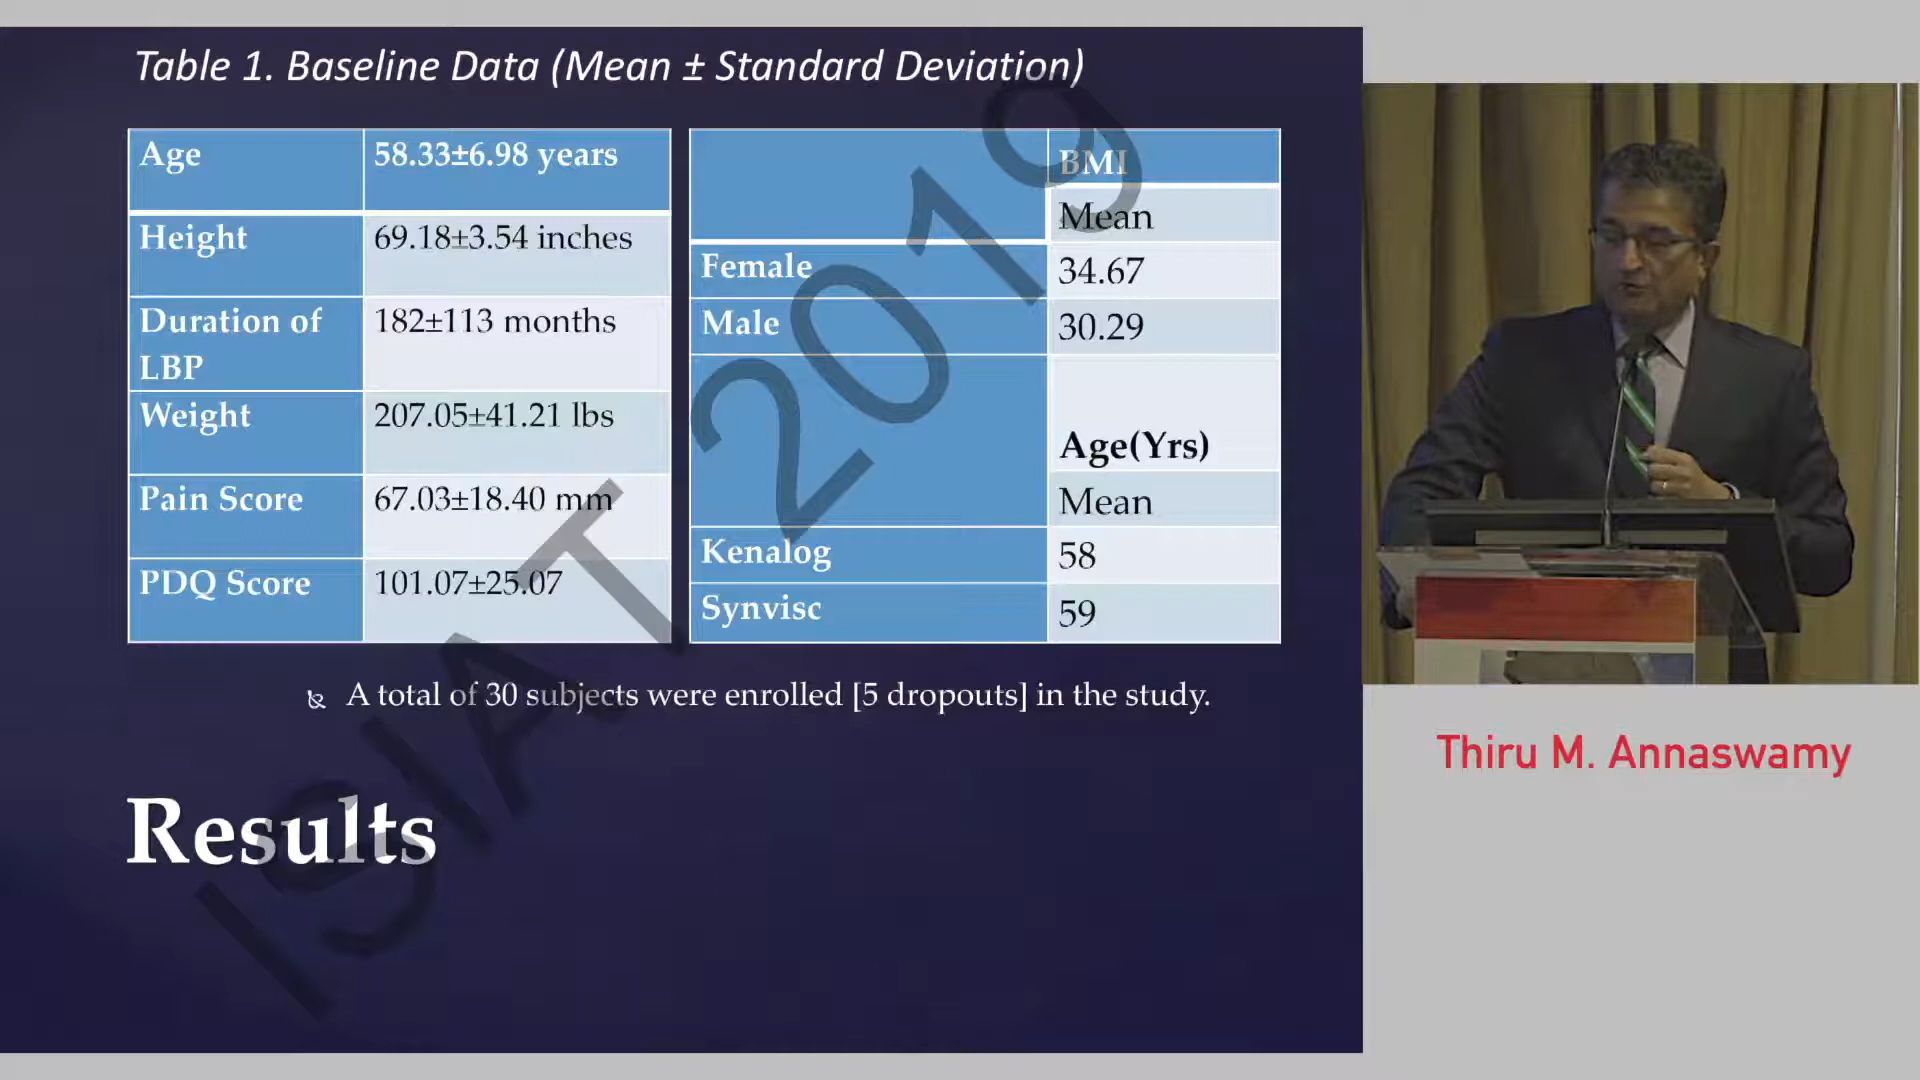 Table 1. Baseline Data (Mean ± Standard Deviation)
Age 58.33±6.98 years
Height 69.18±3.54 inches
Duration of LBP 182±113 months
Weight 207.05±41.21 lbs
Pain Score 67.03±18.40 mm
PDQ Score 101.07±25.07
BMI
Mean
Female 34.67
Male 30.29
Age(Yrs)
Mean
Kenalog 58
Synvisc 59
A total of 30 subjects were enrolled [5 dropouts] in the study.
Results
ISIAT 2019
Thiru M. Annaswamy